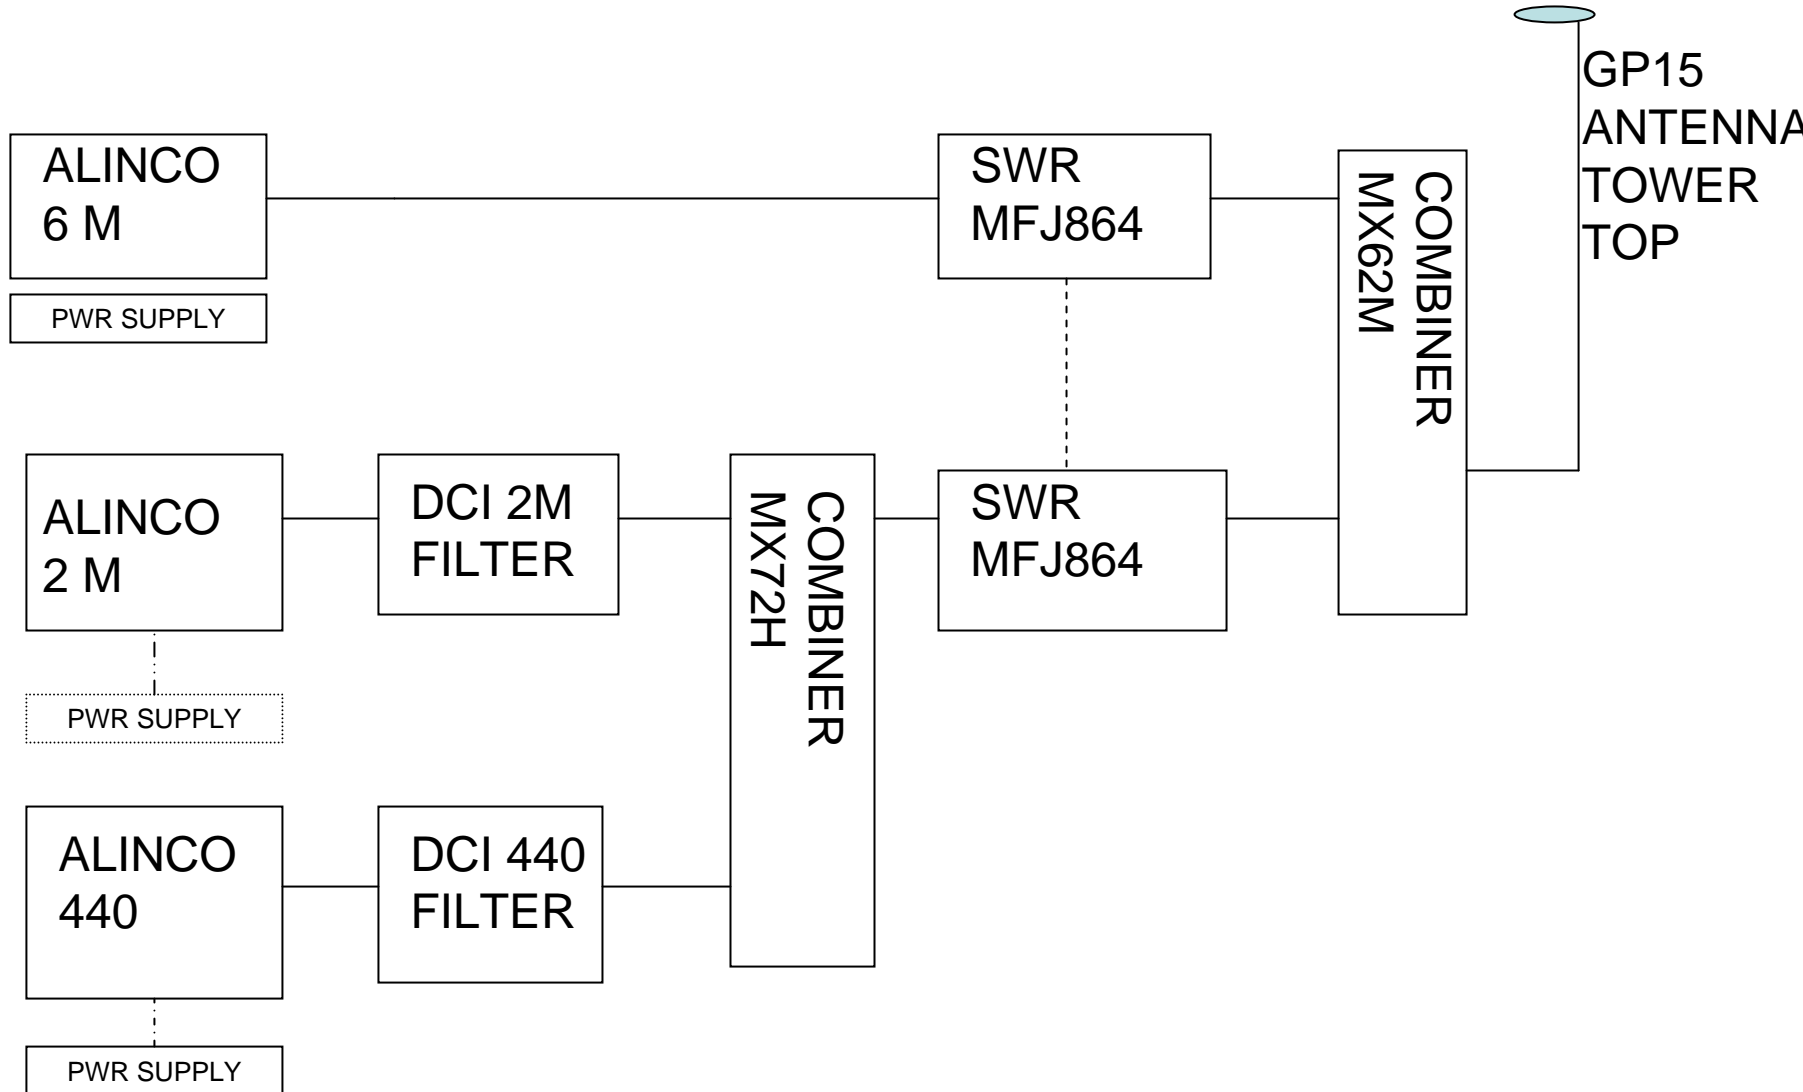 GP15
ANTENNA
TOWER
TOP
ALINCO
6 M
PWR SUPPLY
SWR
MFJ864
COMBINER
MX62M
ALINCO
2 M
PWR SUPPLY
DCI 2M
FILTER
COMBINER
MX72H
SWR
MFJ864
ALINCO
440
PWR SUPPLY
DCI 440
FILTER